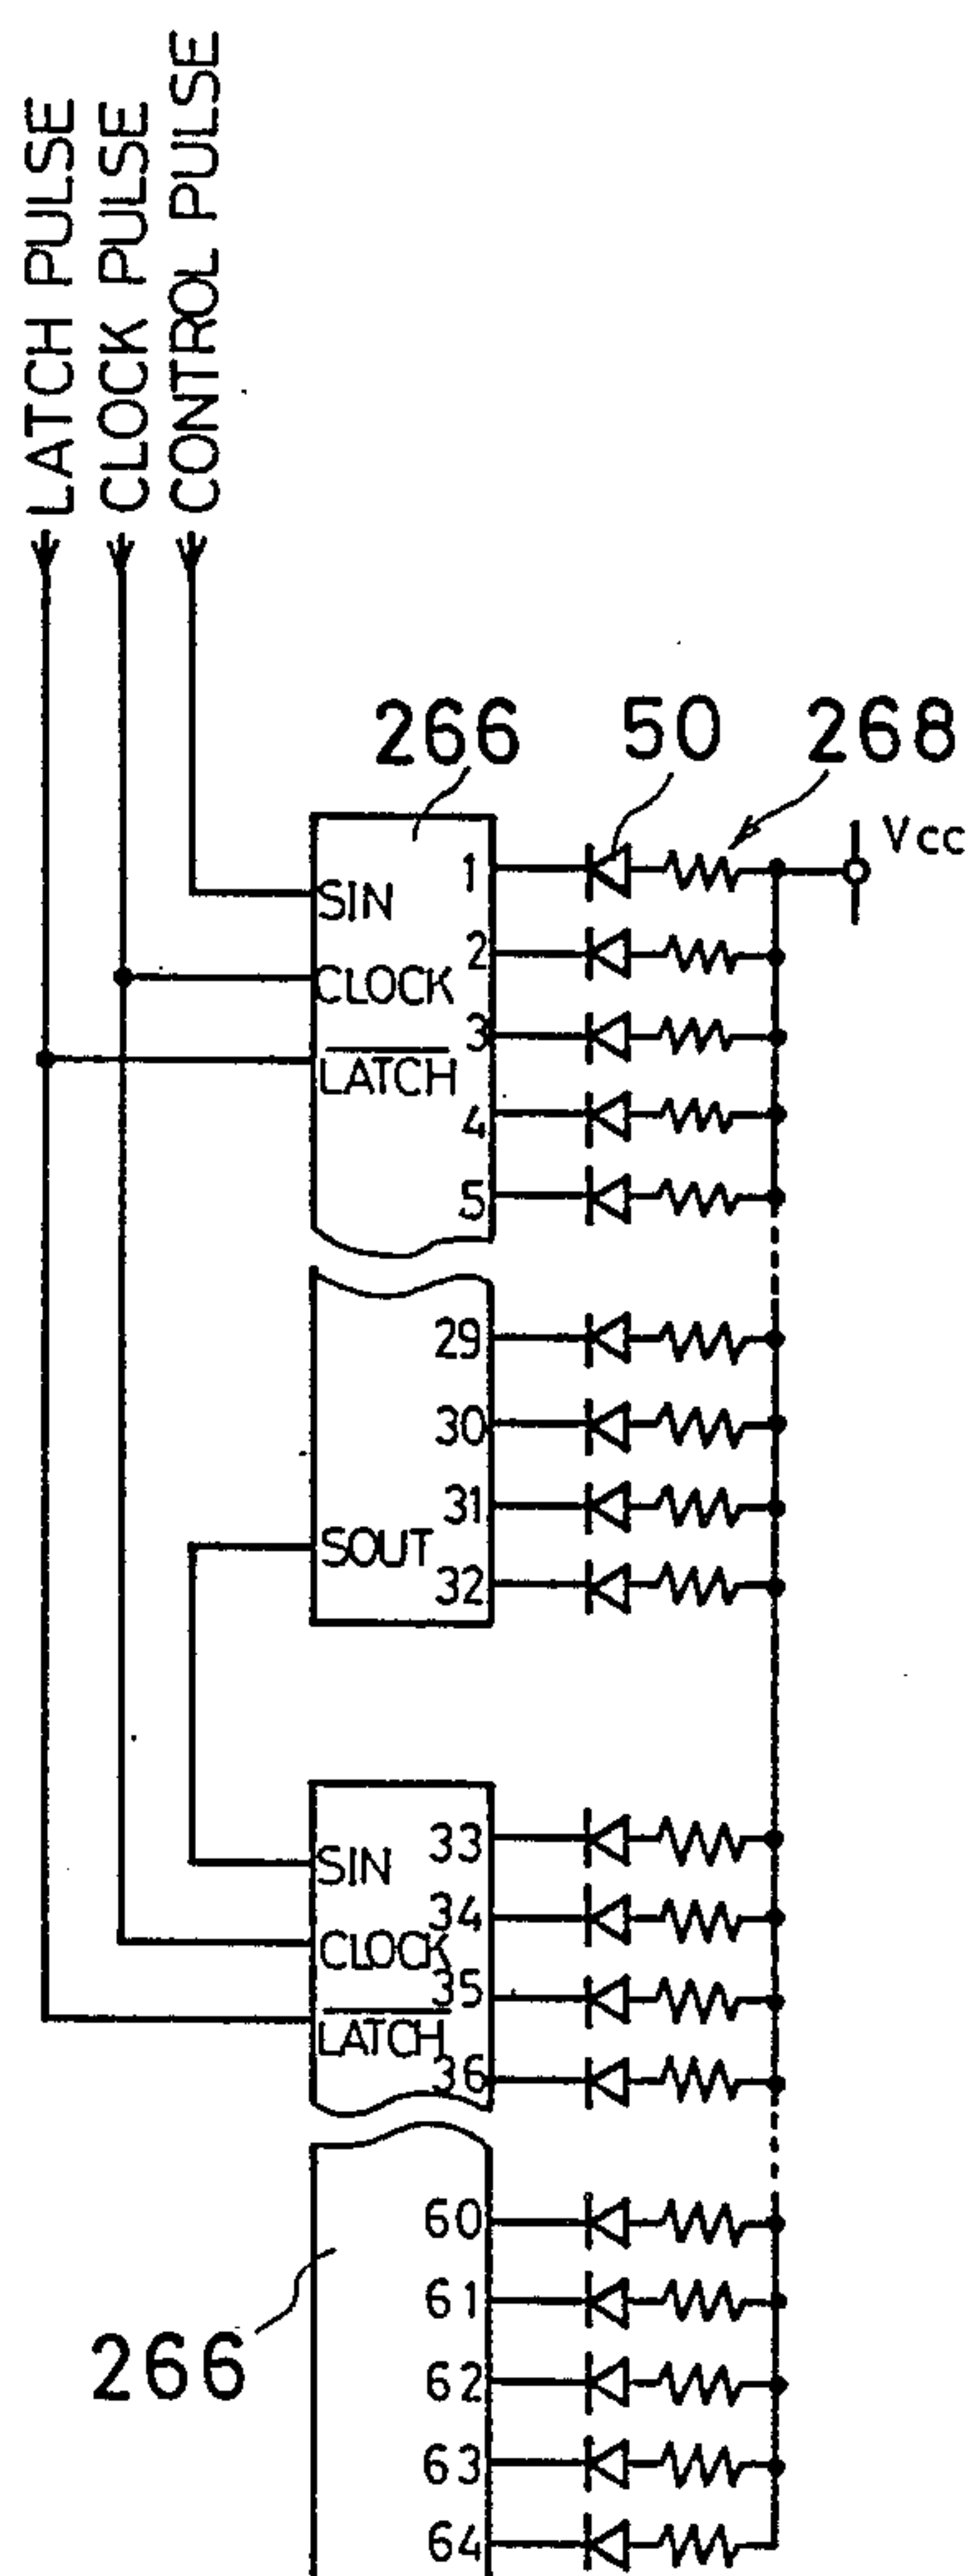 LATCH PULSE
CLOCK PULSE
CONTROL PULSE
266
50
268
Vcc
1
SIN
2
CLOCK
3
LATCH
4
5
29
30
31
SOUT
32
33
SIN
34
CLOCK
35
LATCH
36
60
61
266
62
63
64